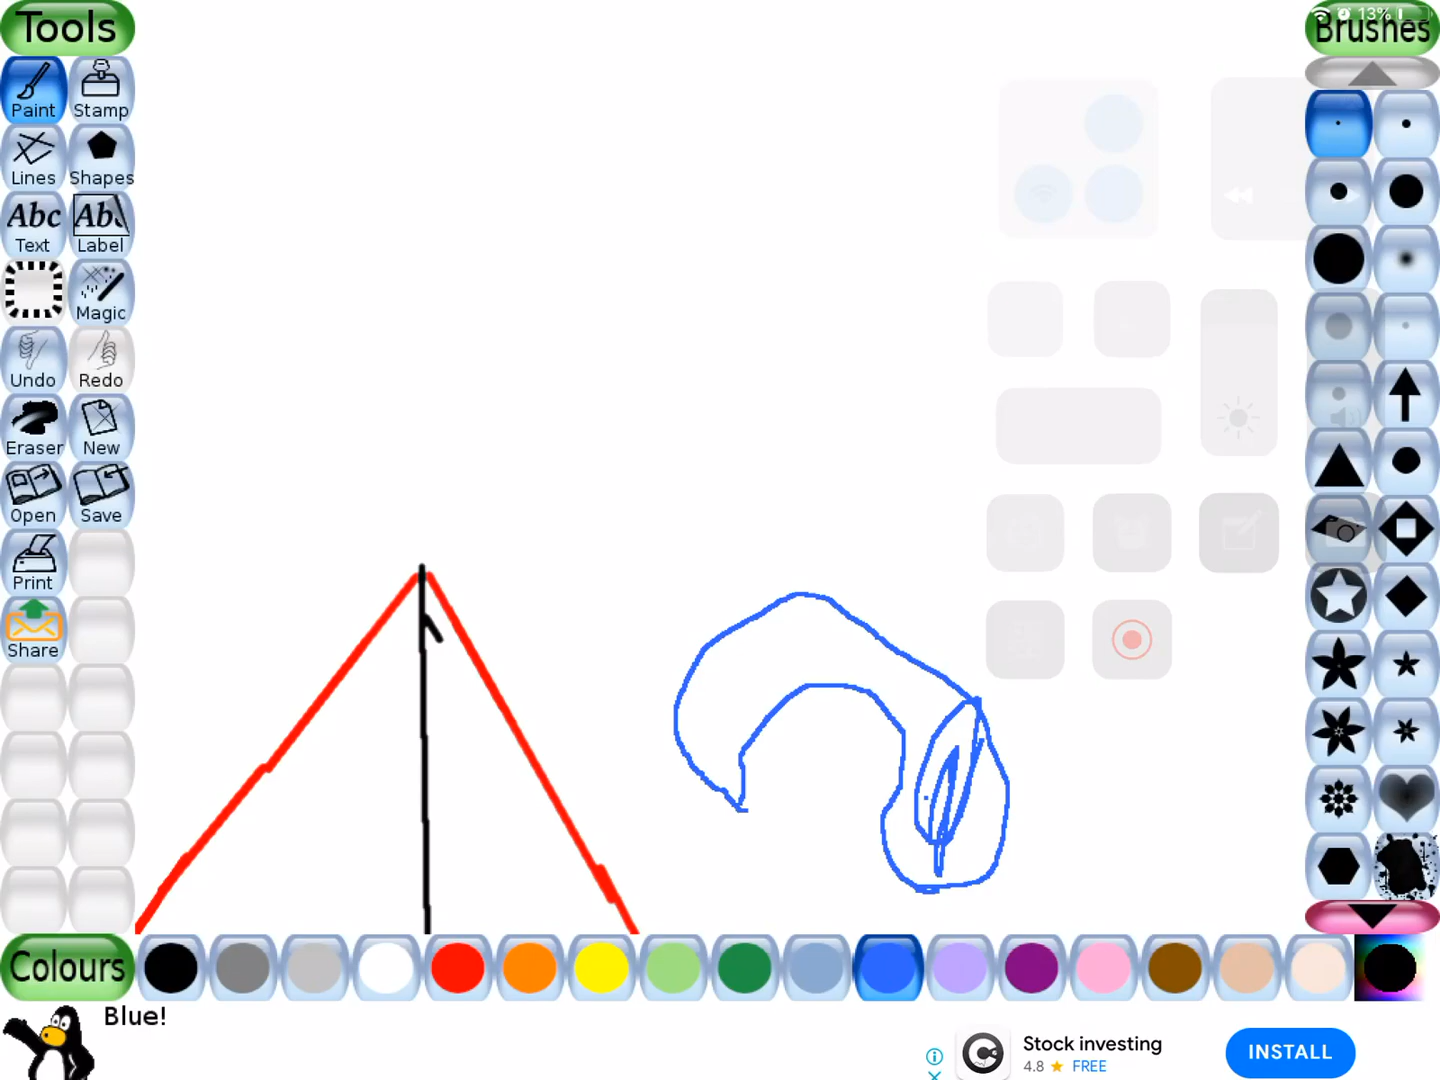 Tools
Brushes
13%
Paint
Stamp
Lines
Shapes
Abc
Text
Abc
Label
Magic
Undo
Redo
Eraser
New
Open
Save
Print
Share
Colours
Blue!
Stock investing
4.8 ★ FREE
INSTALL